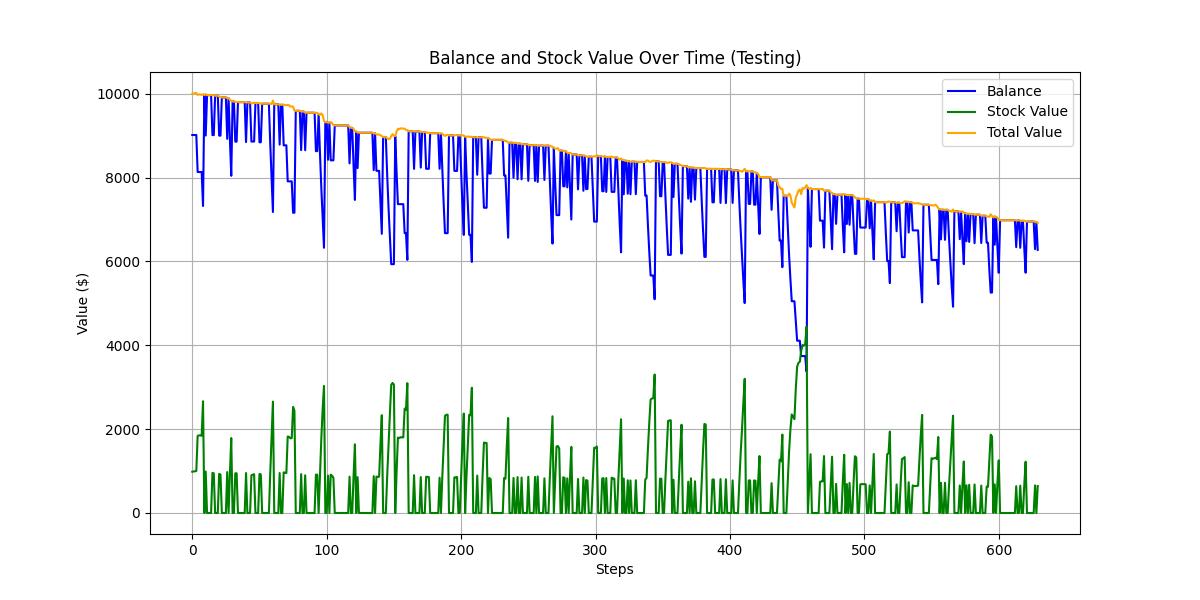 Balance and Stock Value Over Time (Testing)
Balance
Stock Value
Total Value
Value ($)
10000
8000
6000
4000
2000
0
0 100 200 300 400 500 600
Steps